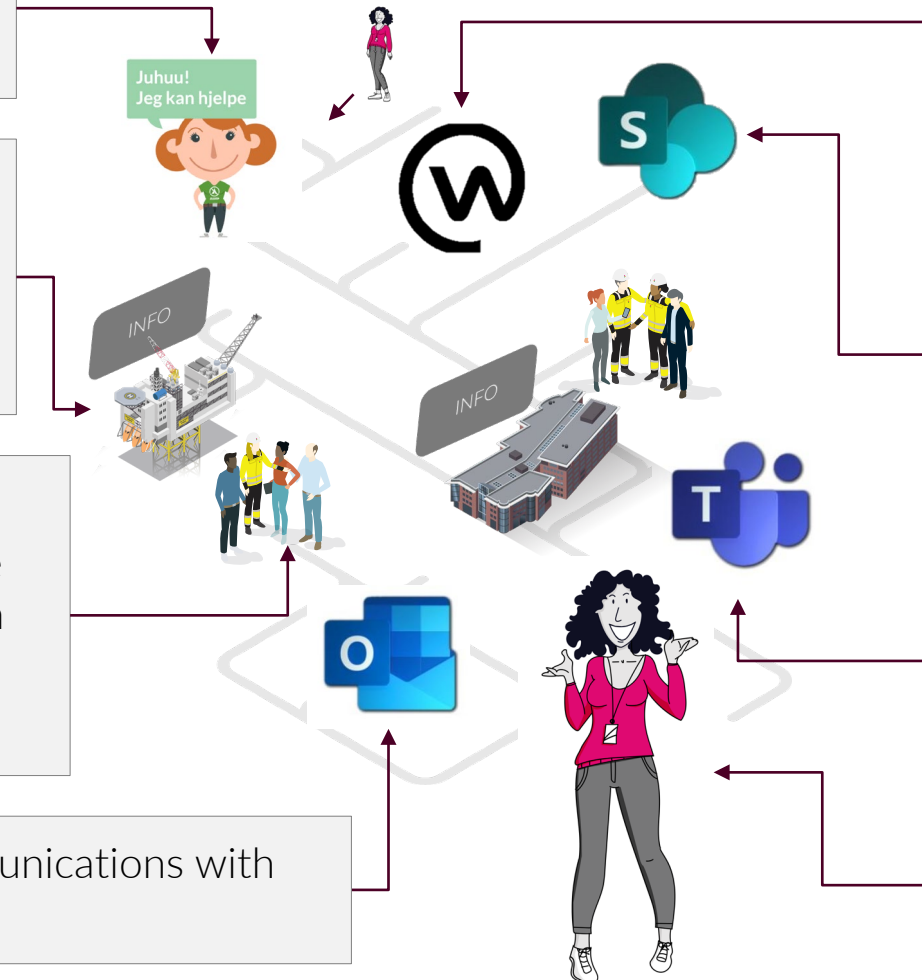 Juhuu!
Jeg kan hjelpe
W
S
INFO
INFO
T
O
unications with